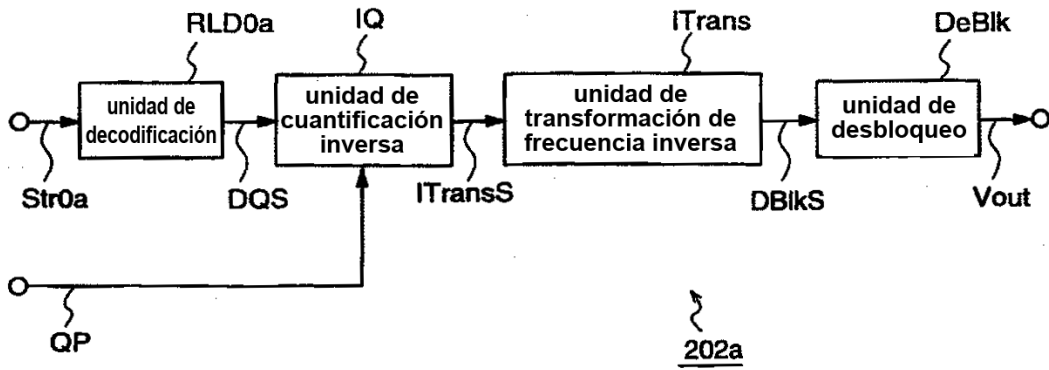 RLD0a
IQ
ITrans
DeBlk
unidad de
decodificación
unidad de
cuantificación
inversa
unidad de
transformación de
frecuencia inversa
unidad de
desbloqueo
Str0a
DQS
ITransS
DBlkS
Vout
QP
202a